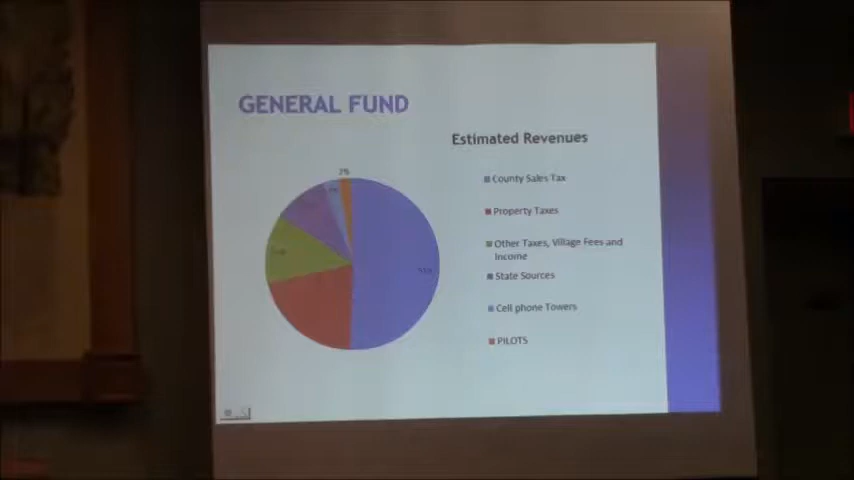 GENERAL FUND
Estimated Revenues
2%
County Sales Tax
Property Taxes
Other Taxes, Village Fees and
Income
State Sources
Cell phone Towers
PILOTS